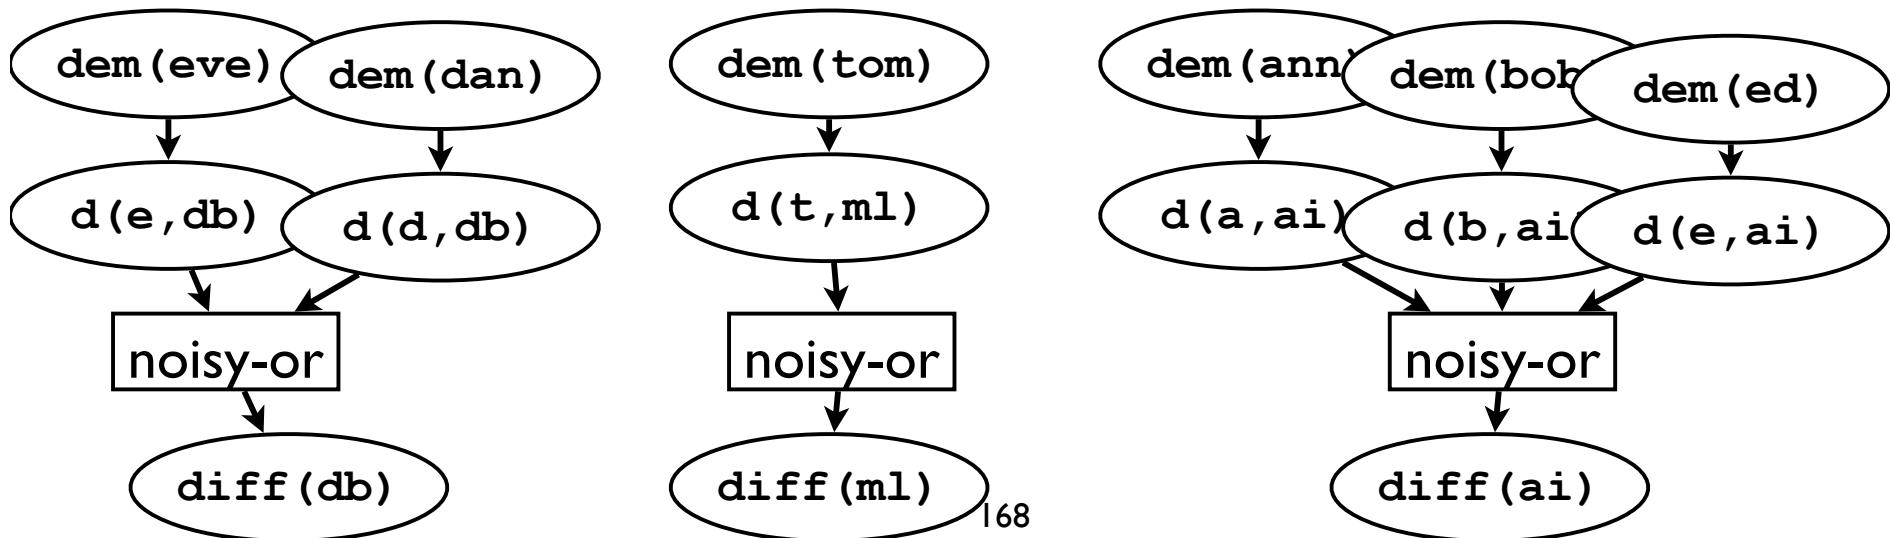 dem(eve)
dem(dan)
dem(tom)
dem(ann)
dem(bob
dem(ed)
d(e,db)
d(d,db)
d(t,ml)
d(a,ai)
d(b,ai
d(e,ai)
noisy-or
noisy-or
noisy-or
diff(db)
diff(ml)
diff(ai)
168